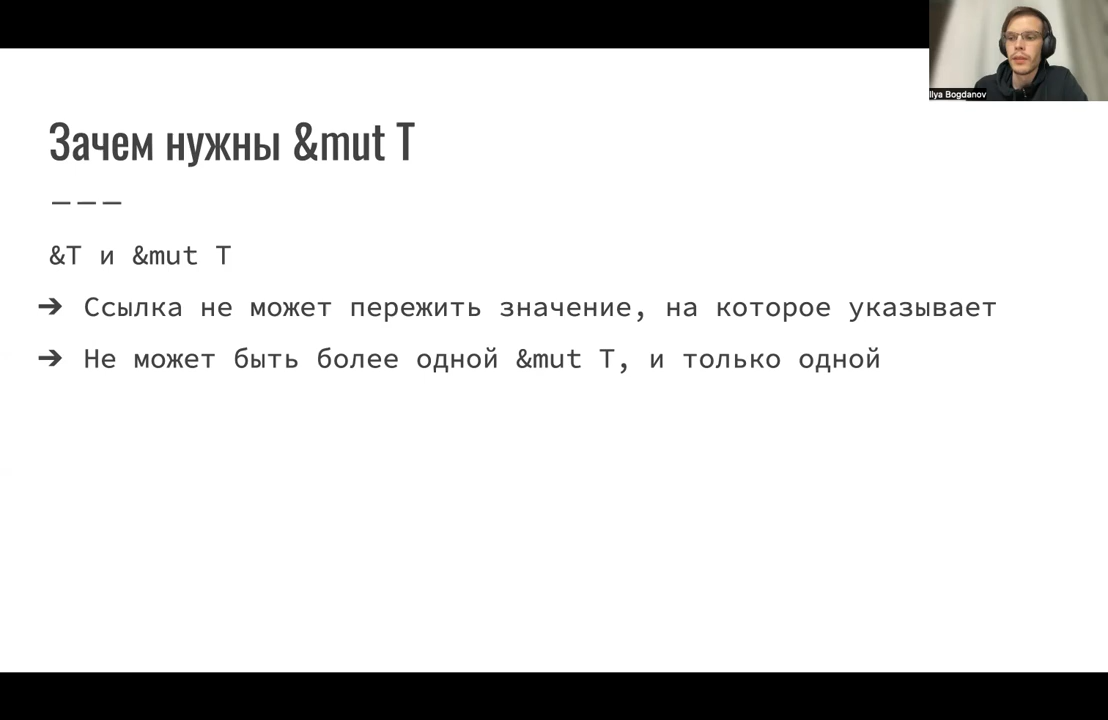 Ilya Bogdanov
Зачем нужны &mut T
———
&T и &mut T
➔ Ссылка не может пережить значение, на которое указывает
➔ Не может быть более одной &mut T, и только одной